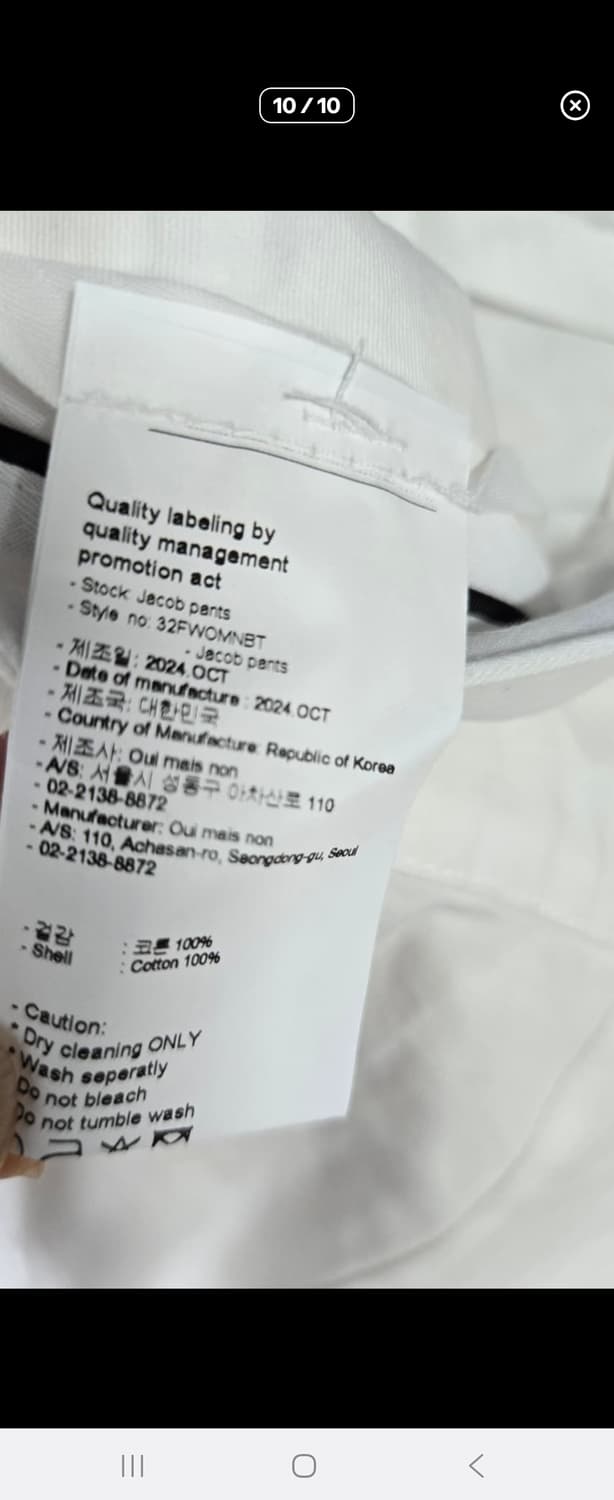 10 / 10
Quality labeling by
quality management
promotion act
- Stock: Jacob pants
- Style no: 32FWOMNBT
- Jacob pants
- 제조일: 2024.OCT
- Date of manufacture : 2024.OCT
- 제조국: 대한민국
- Country of Manufacture: Republic of Korea
- 제조사: Oui mais non
- A/S: 서울시 성동구 아차산로 110
- 02-2138-8872
- Manufacturer: Oui mais non
- A/S: 110, Achasan-ro, Seongdong-gu, Seoul
- 02-2138-8872
- 겉감 : 코튼 100%
- Shell : Cotton 100%
- Caution:
* Dry cleaning ONLY
* Wash seperatly
Do not bleach
Do not tumble wash